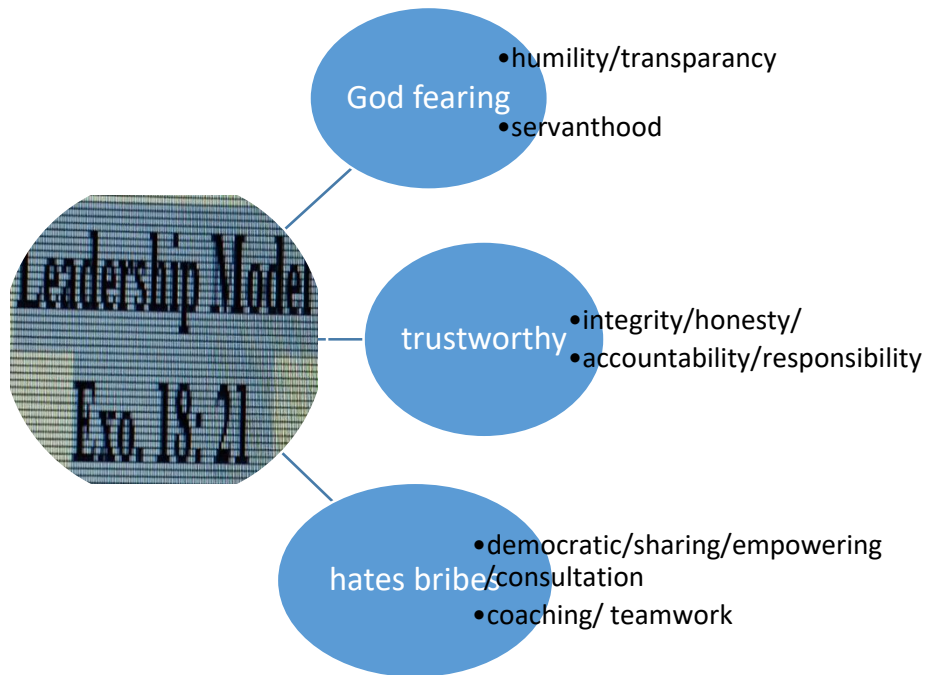 Leadership Model
Exo. 18: 21
God fearing
•humility/transparancy
•servanthood
trustworthy
•integrity/honesty/
•accountability/responsibility
hates bribes
•democratic/sharing/empowering
/consultation
•coaching/ teamwork